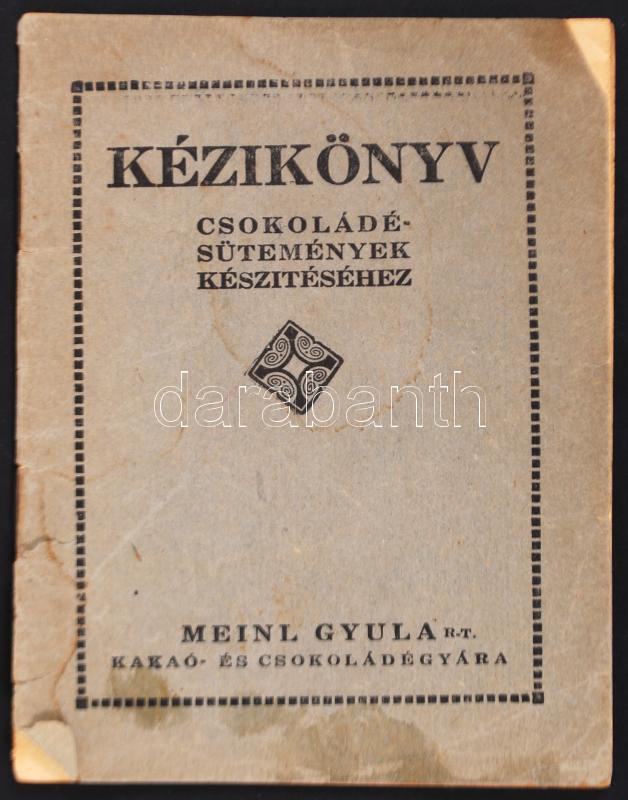 KÉZIKÖNYV
CSOKOLÁDÉ-
SÜTEMÉNYEK
KÉSZITÉSÉHEZ
darabanth
MEINL GYULA R-T.
KAKAÓ- ÉS CSOKOLÁDÉGYÁRA